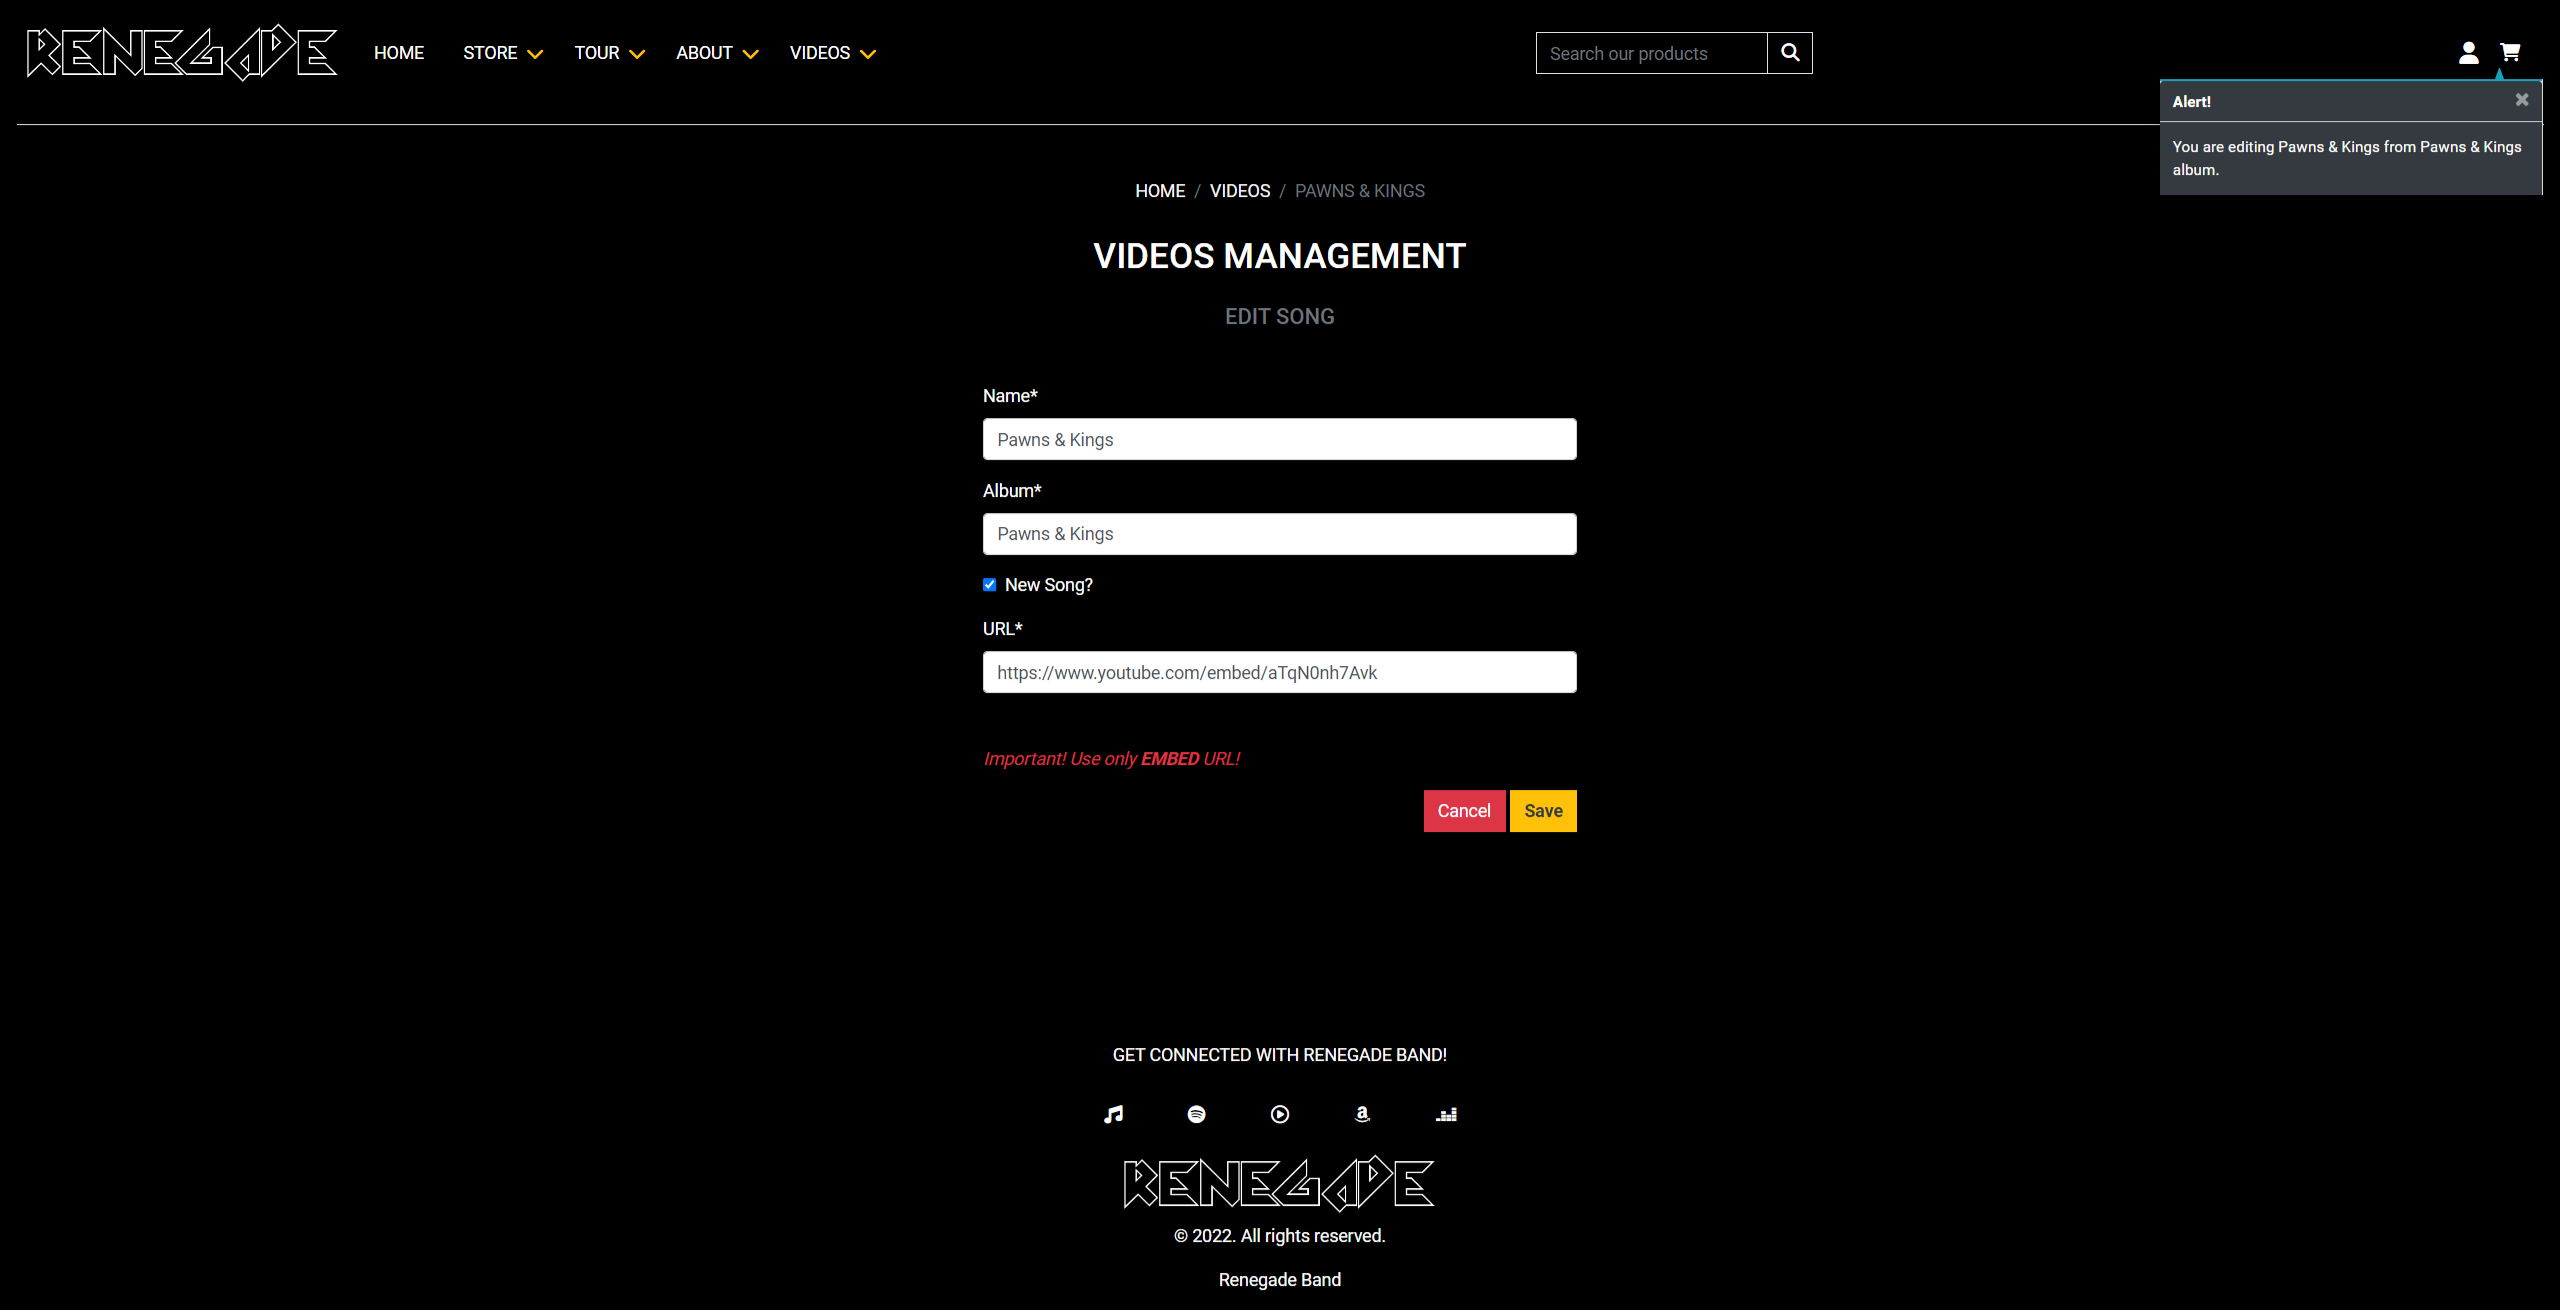 RENEGADE
HOME STORE TOUR ABOUT VIDEOS
Search our products
Alert!
You are editing Pawns & Kings from Pawns & Kings
album.
HOME / VIDEOS / PAWNS & KINGS
VIDEOS MANAGEMENT
EDIT SONG
Name*
Pawns & Kings
Album*
Pawns & Kings
New Song?
URL*
https://www.youtube.com/embed/aTqN0nh7Avk
Important! Use only EMBED URL!
Cancel Save
GET CONNECTED WITH RENEGADE BAND!
RENEGADE
© 2022. All rights reserved.
Renegade Band